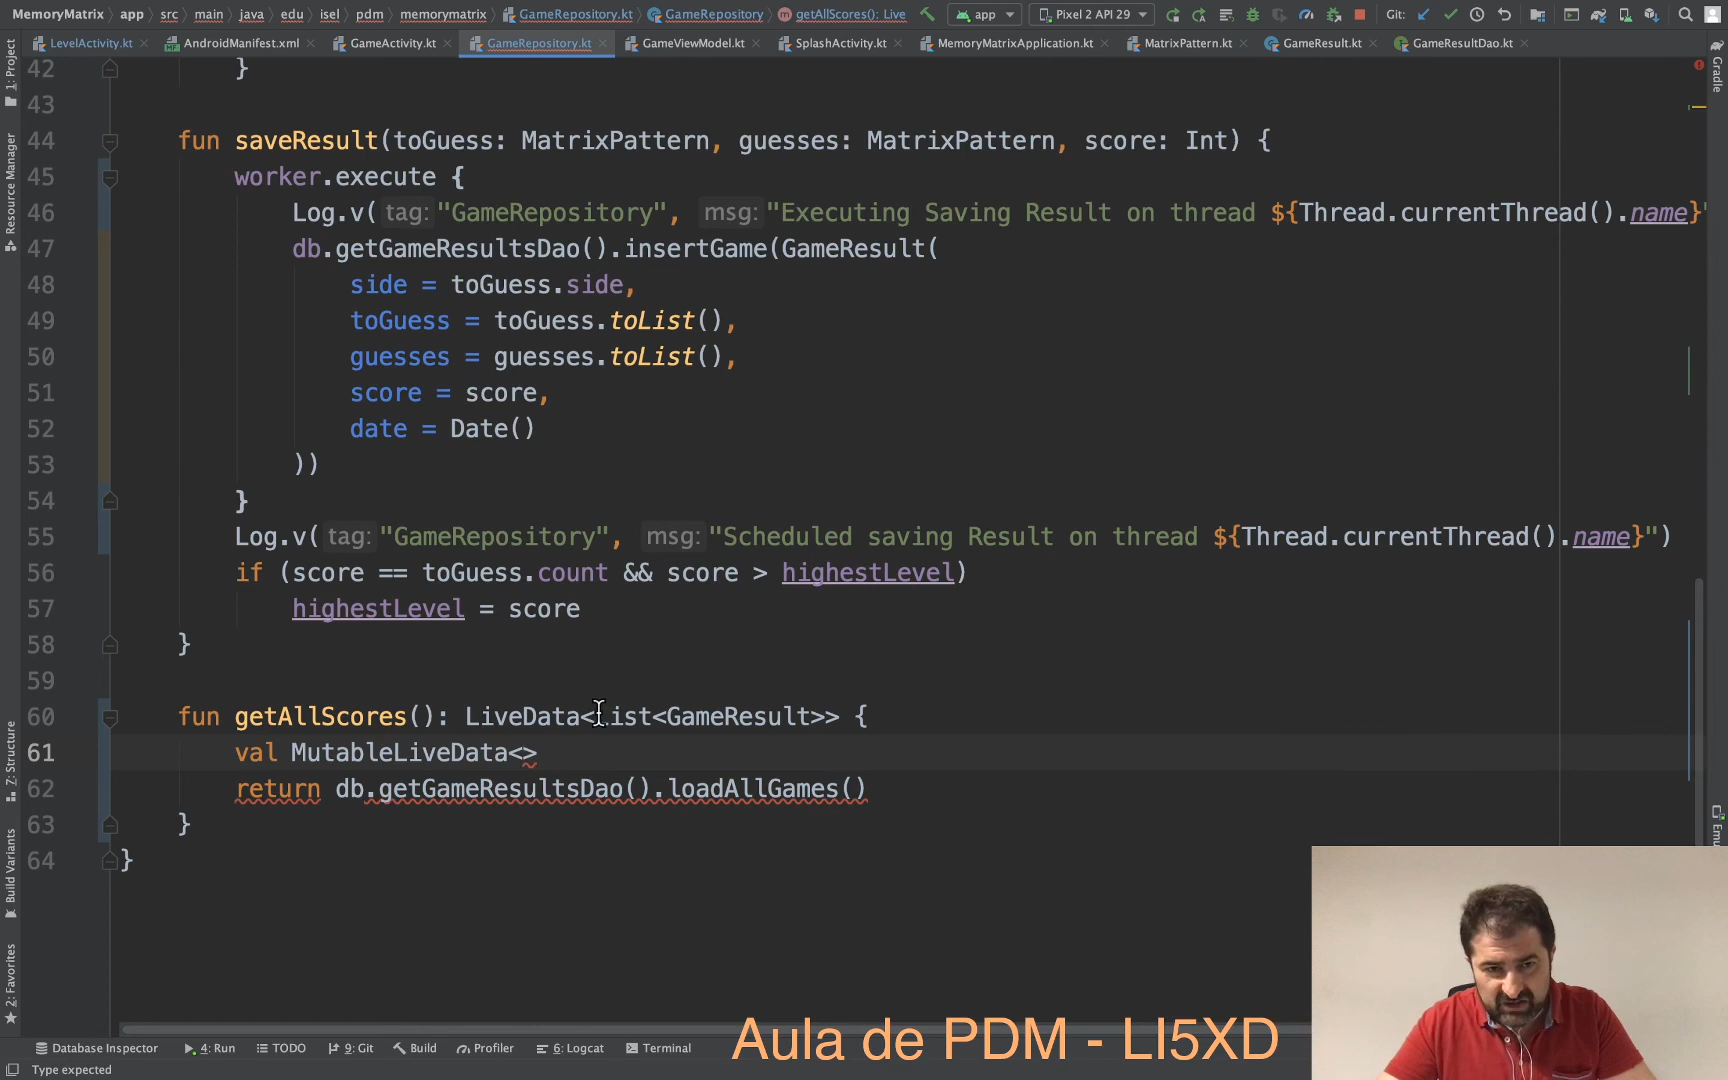 MemoryMatrix app src main java edu isel pdm memorymatrix GameRepository.kt GameRepository getAllScores(): Live app Pixel 2 API 29 Git:
LevelActivity.kt AndroidManifest.xml GameActivity.kt GameRepository.kt GameViewModel.kt SplashActivity.kt MemoryMatrixApplication.kt MatrixPattern.kt GameResult.kt GameResultDao.kt
1: Project
Resource Manager
7: Structure
Build Variants
2: Favorites
Gradle
42 }
43
44 fun saveResult(toGuess: MatrixPattern, guesses: MatrixPattern, score: Int) {
45 worker.execute {
46 Log.v( tag: "GameRepository", msg: "Executing Saving Result on thread ${Thread.currentThread().name}"
47 db.getGameResultsDao().insertGame(GameResult(
48 side = toGuess.side,
49 toGuess = toGuess.toList(),
50 guesses = guesses.toList(),
51 score = score,
52 date = Date()
53 ))
54 }
55 Log.v( tag: "GameRepository", msg: "Scheduled saving Result on thread ${Thread.currentThread().name}")
56 if (score == toGuess.count && score > highestLevel)
57 highestLevel = score
58 }
59
60 fun getAllScores(): LiveData<List<GameResult>> {
61 val MutableLiveData<>
62 return db.getGameResultsDao().loadAllGames()
63 }
64 }
Aula de PDM - LI5XD
Database Inspector 4: Run TODO 9: Git Build Profiler 6: Logcat Terminal
Type expected